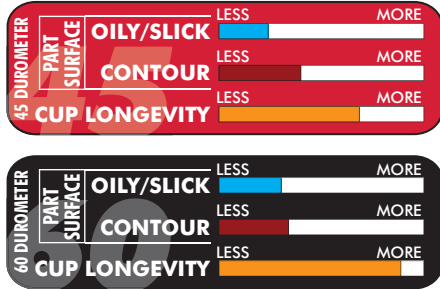 45 DUROMETER
45
PART
SURFACE
OILY/SLICK
LESS MORE
CONTOUR
LESS MORE
CUP LONGEVITY
LESS MORE
60 DUROMETER
60
PART
SURFACE
OILY/SLICK
LESS MORE
CONTOUR
LESS MORE
CUP LONGEVITY
LESS MORE